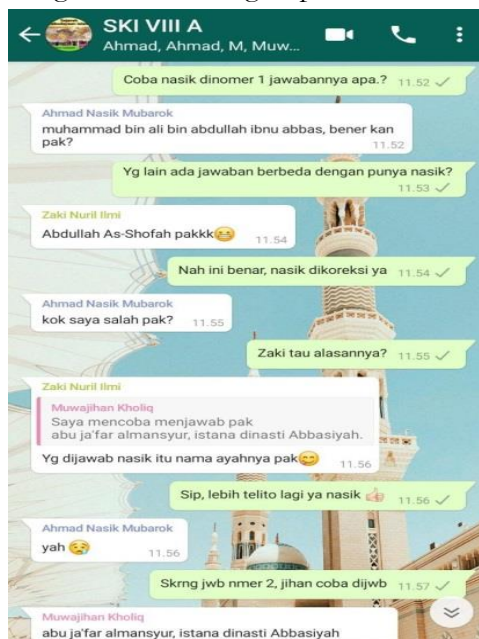 SKI VIII A
Ahmad, Ahmad, M, Muw...
Coba nasik dinomer 1 jawabannya apa.? 11.52
Ahmad Nasik Mubarok
muhammad bin ali bin abdullah ibnu abbas, bener kan
pak?
11.52
Yg lain ada jawaban berbeda dengan punya nasik?
11.53
Zaki Nuril Ilmi
Abdullah As-Shofah pakkk😁 11.54
Nah ini benar, nasik dikoreksi ya 11.54
Ahmad Nasik Mubarok
kok saya salah pak? 11.55
Zaki tau alasannya? 11.55
Zaki Nuril Ilmi
Muwajihan Kholiq
Saya mencoba menjawab pak
abu ja'far almansyur, istana dinasti Abbasiyah.
Yg dijawab nasik itu nama ayahnya pak😋 11.56
Sip, lebih telito lagi ya nasik 👍 11.56
Ahmad Nasik Mubarok
yah 😥 11.56
Skrng jwb nmer 2, jihan coba dijwb 11.57
Muwajihan Kholiq
abu ja'far almansyur, istana dinasti Abbasiyah